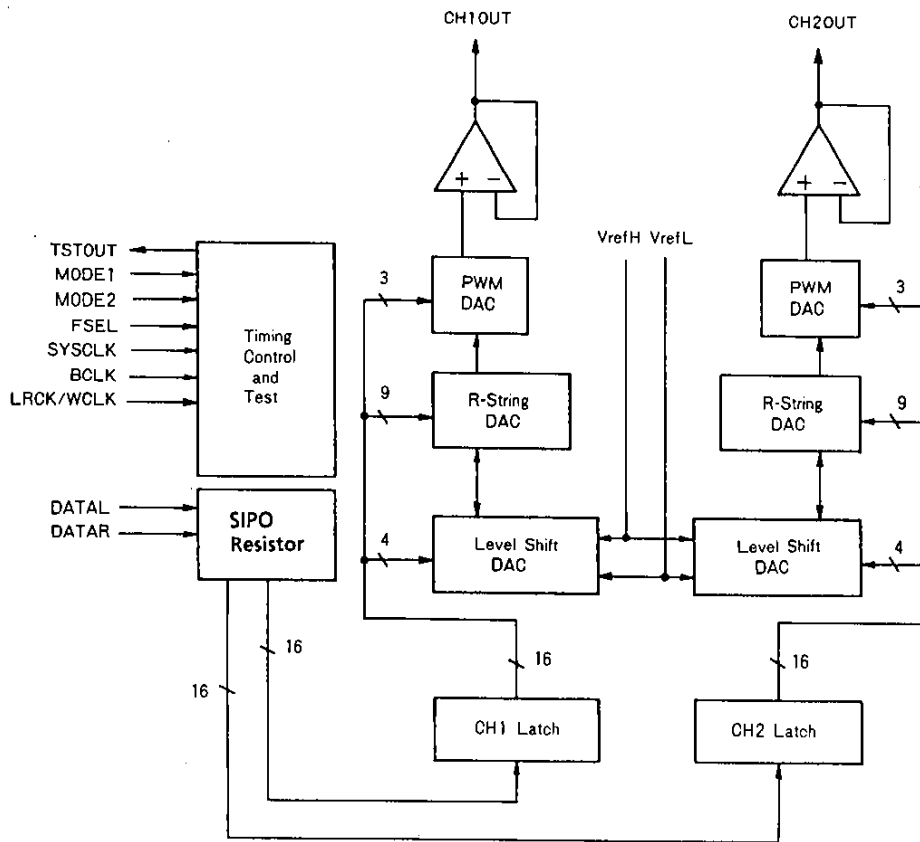 CH1OUT
CH2OUT
+ −
+ −
VrefH VrefL
TSTOUT
MODE1
MODE2
FSEL
SYSCLK
BCLK
LRCK/WCLK
Timing
Control
and
Test
3
PWM
DAC
PWM
DAC
3
9
R-String
DAC
R-String
DAC
9
DATAL
DATAR
SIPO
Resistor
4
Level Shift
DAC
Level Shift
DAC
4
16
16
16
16
CH1 Latch
CH2 Latch